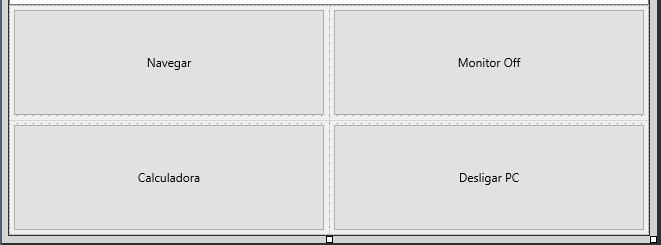 Navegar
Monitor Off
Calculadora
Desligar PC